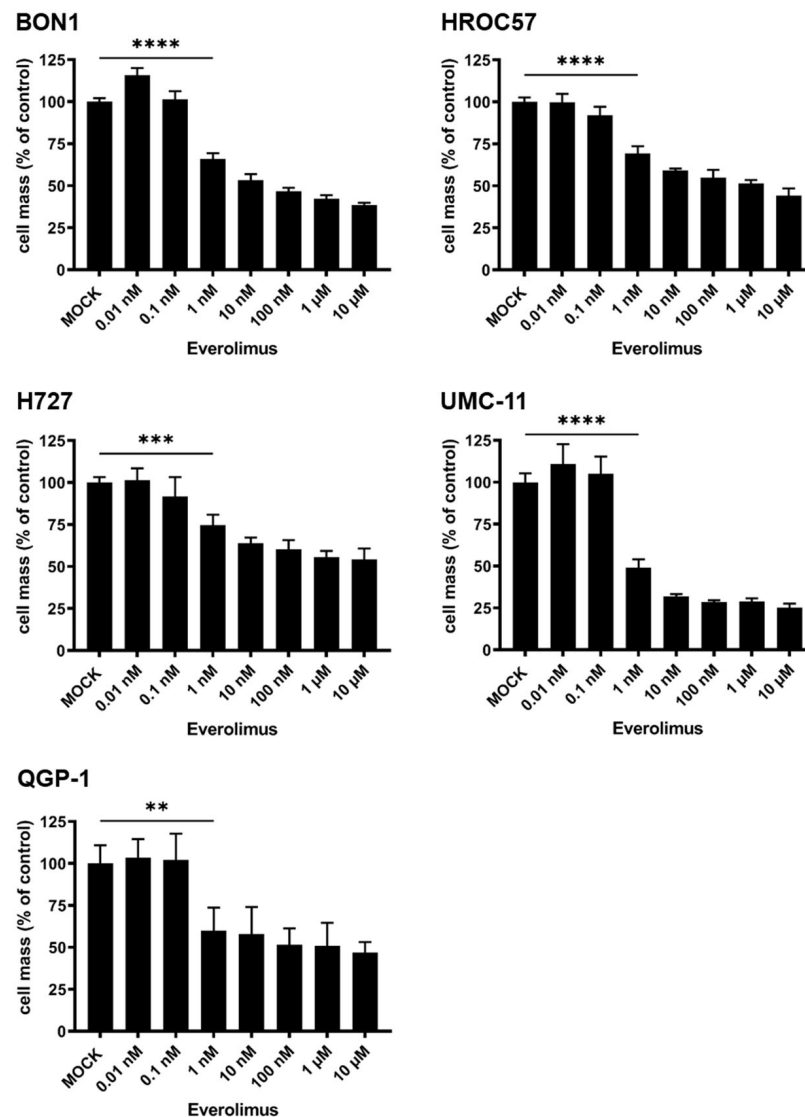 BON1
****
cell mass (% of control)
125
100
75
50
25
0
MOCK
0.01 nM
0.1 nM
1 nM
10 nM
100 nM
1 µM
10 µM
Everolimus
HROC57
****
cell mass (% of control)
125
100
75
50
25
0
MOCK
0.01 nM
0.1 nM
1 nM
10 nM
100 nM
1 µM
10 µM
Everolimus
H727
***
cell mass (% of control)
125
100
75
50
25
0
MOCK
0.01 nM
0.1 nM
1 nM
10 nM
100 nM
1 µM
10 µM
Everolimus
UMC-11
****
cell mass (% of control)
125
100
75
50
25
0
MOCK
0.01 nM
0.1 nM
1 nM
10 nM
100 nM
1 µM
10 µM
Everolimus
QGP-1
**
cell mass (% of control)
125
100
75
50
25
0
MOCK
0.01 nM
0.1 nM
1 nM
10 nM
100 nM
1 µM
10 µM
Everolimus